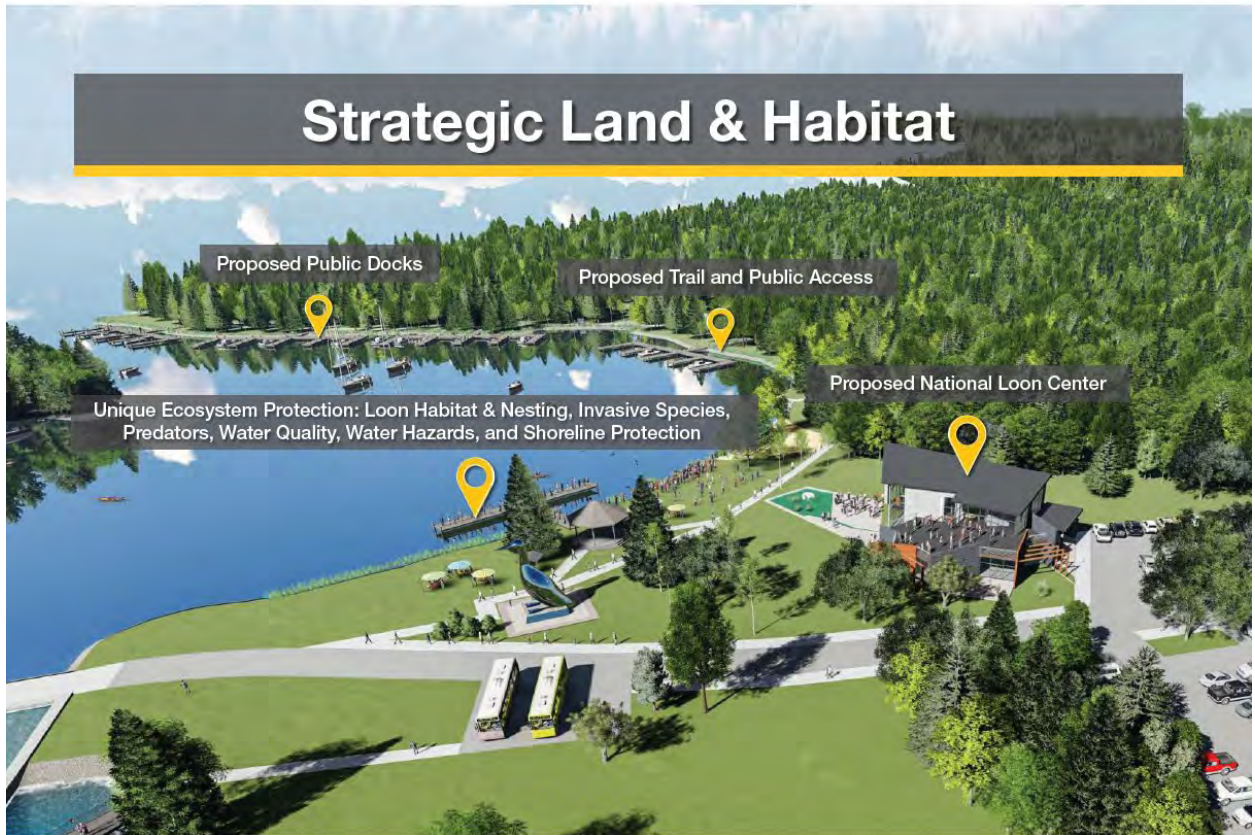 Strategic Land & Habitat
Proposed Public Docks
Proposed Trail and Public Access
Proposed National Loon Center
Unique Ecosystem Protection: Loon Habitat & Nesting, Invasive Species,
Predators, Water Quality, Water Hazards, and Shoreline Protection